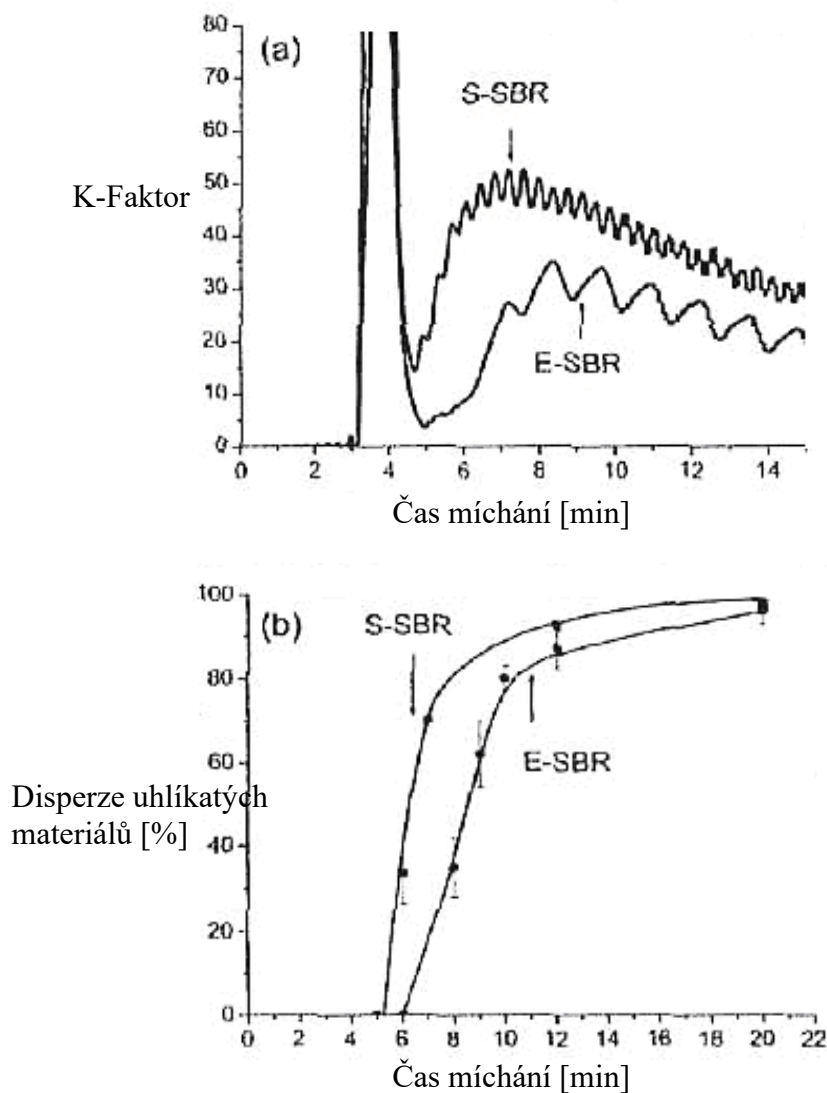 80
(a)
70
S-SBR
60
K-Faktor
50
40
30
20
E-SBR
10
0
0 2 4 6 8 10 12 14
Čas míchání [min]
100
(b)
S-SBR
80
60
E-SBR
Disperze uhlíkatých
materiálů [%]
40
20
0
0 2 4 6 8 10 12 14 16 18 20 22
Čas míchání [min]